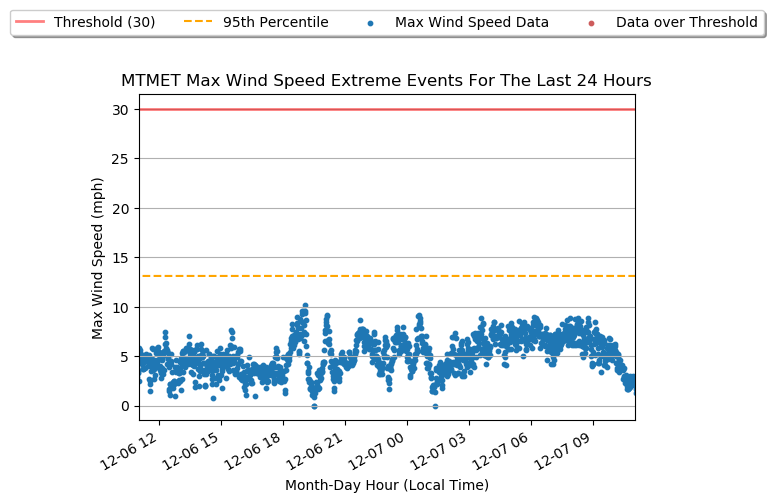 Threshold (30) 95th Percentile Max Wind Speed Data Data over Threshold
MTMET Max Wind Speed Extreme Events For The Last 24 Hours
30
25
20
15
10
5
0
Max Wind Speed (mph)
12-06 12 12-06 15 12-06 18 12-06 21 12-07 00 12-07 03 12-07 06 12-07 09
Month-Day Hour (Local Time)